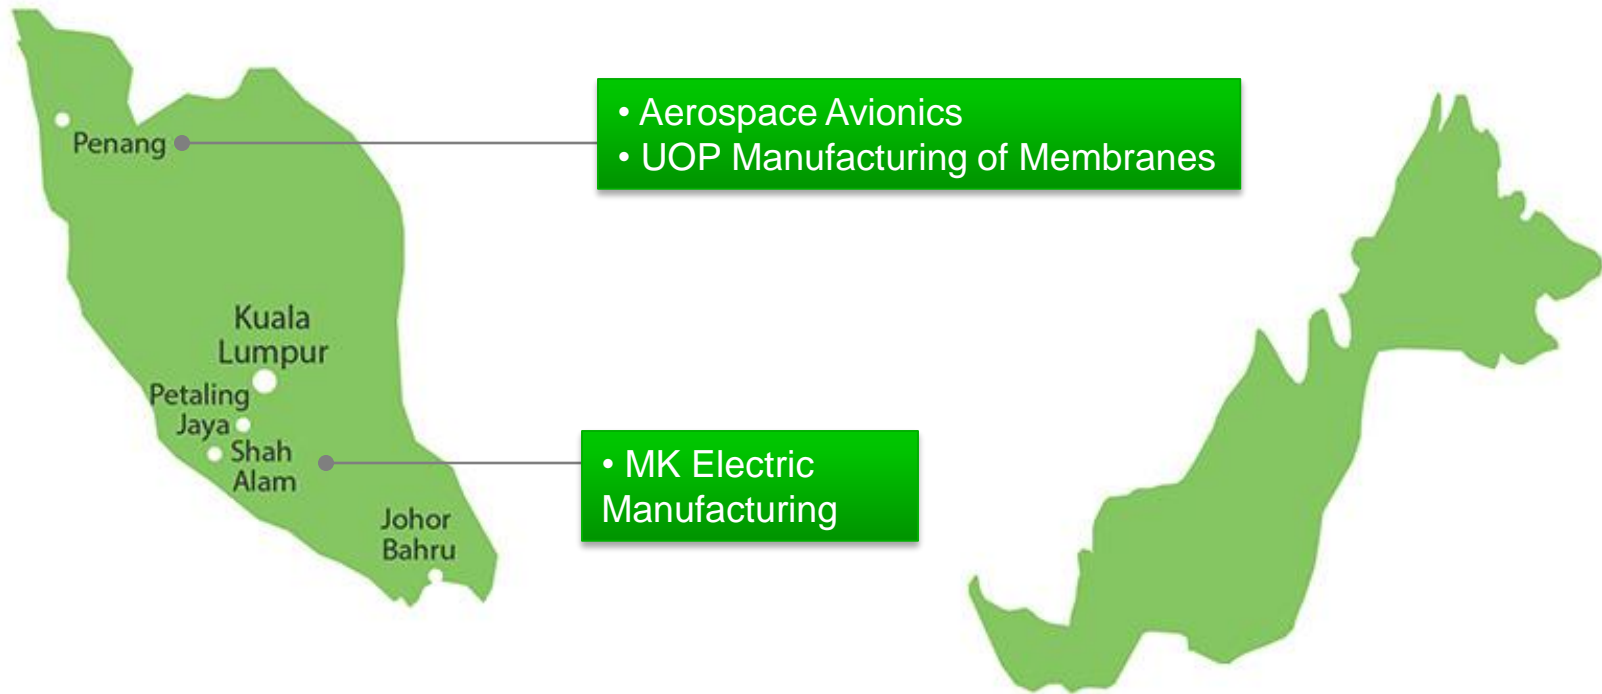 • Aerospace Avionics
• UOP Manufacturing of Membranes
Penang
Kuala
Lumpur
Petaling
Jaya
Shah
Alam
• MK Electric
Manufacturing
Johor
Bahru